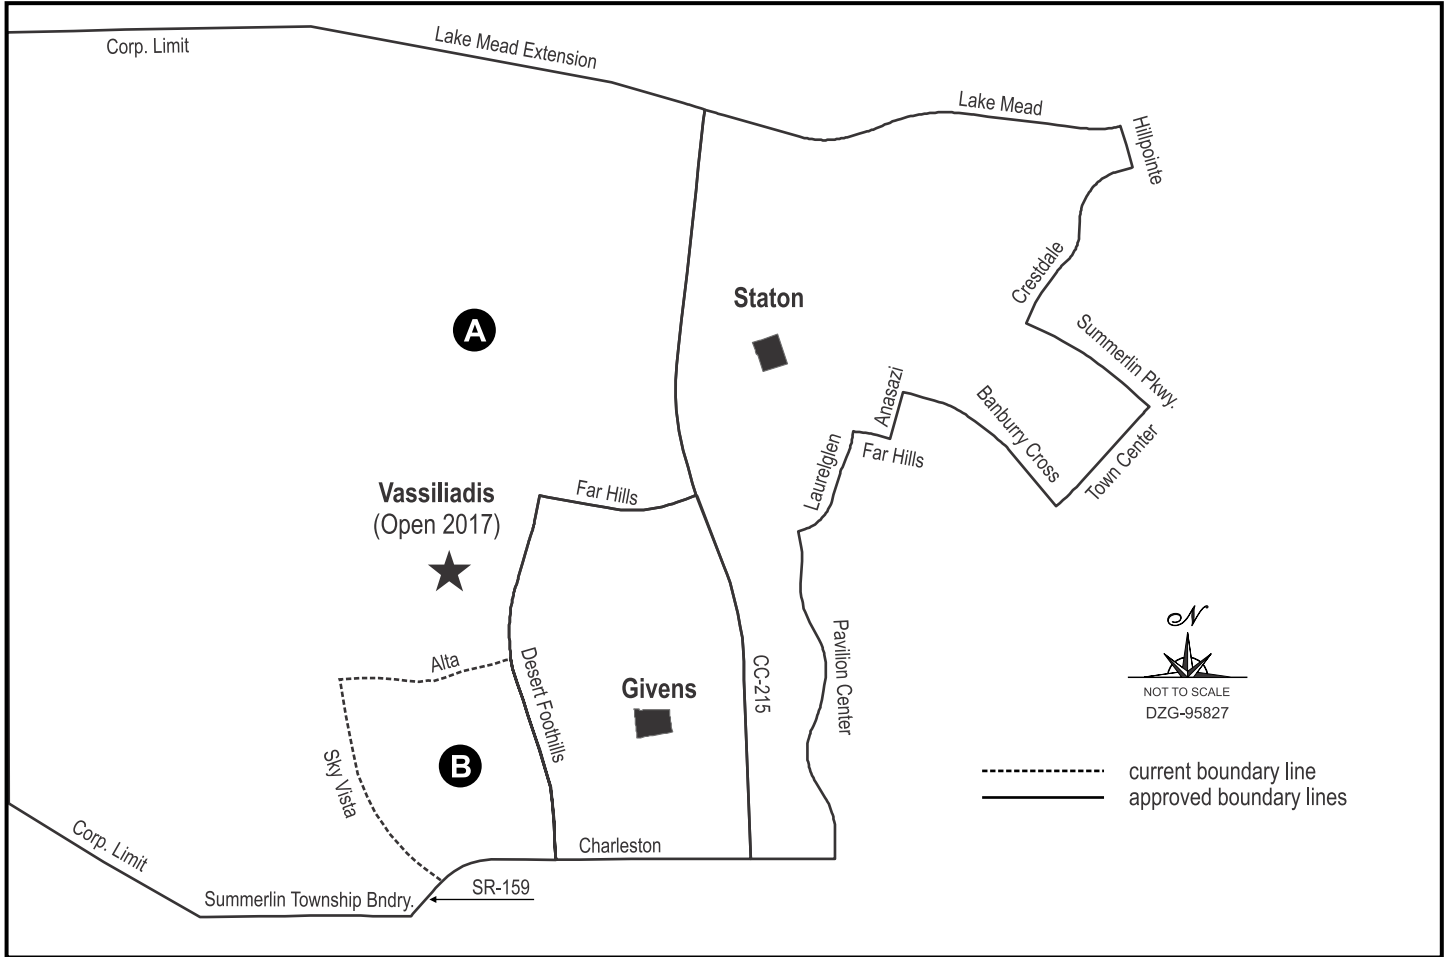 Corp. Limit
Lake Mead Extension
Lake Mead
Hillpointe
Crestdale
Staton
A
Summerlin Pkwy.
Anasazi
Banburry Cross
Laurelglen
Far Hills
Town Center
Vassiliadis
(Open 2017)
Far Hills
N
Alta
Desert Foothills
Givens
CC-215
Pavilion Center
NOT TO SCALE
DZG-95827
B
Sky Vista
current boundary line
approved boundary lines
Corp. Limit
Charleston
SR-159
Summerlin Township Bndry.